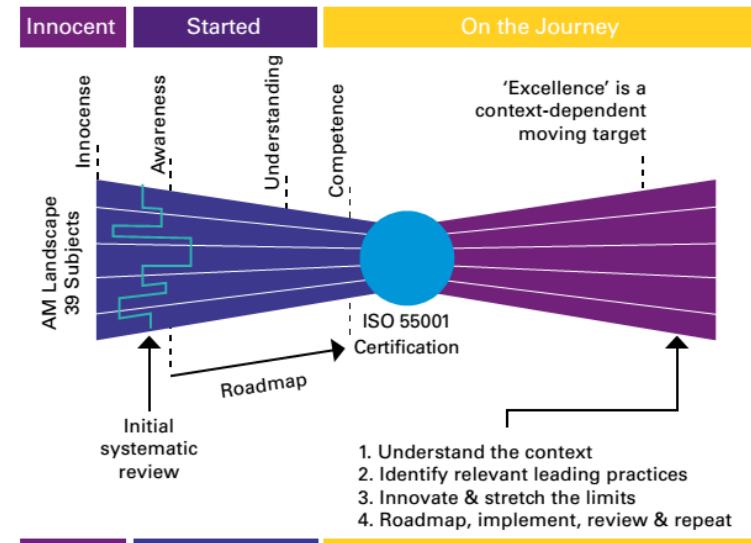 Innocent
Started
On the Journey
Innocense
Awareness
Understanding
Competence
'Excellence' is a
context-dependent
moving target
AM Landscape
39 Subjects
ISO 55001
Certification
Roadmap
Initial
systematic
review
1. Understand the context
2. Identify relevant leading practices
3. Innovate & stretch the limits
4. Roadmap, implement, review & repeat